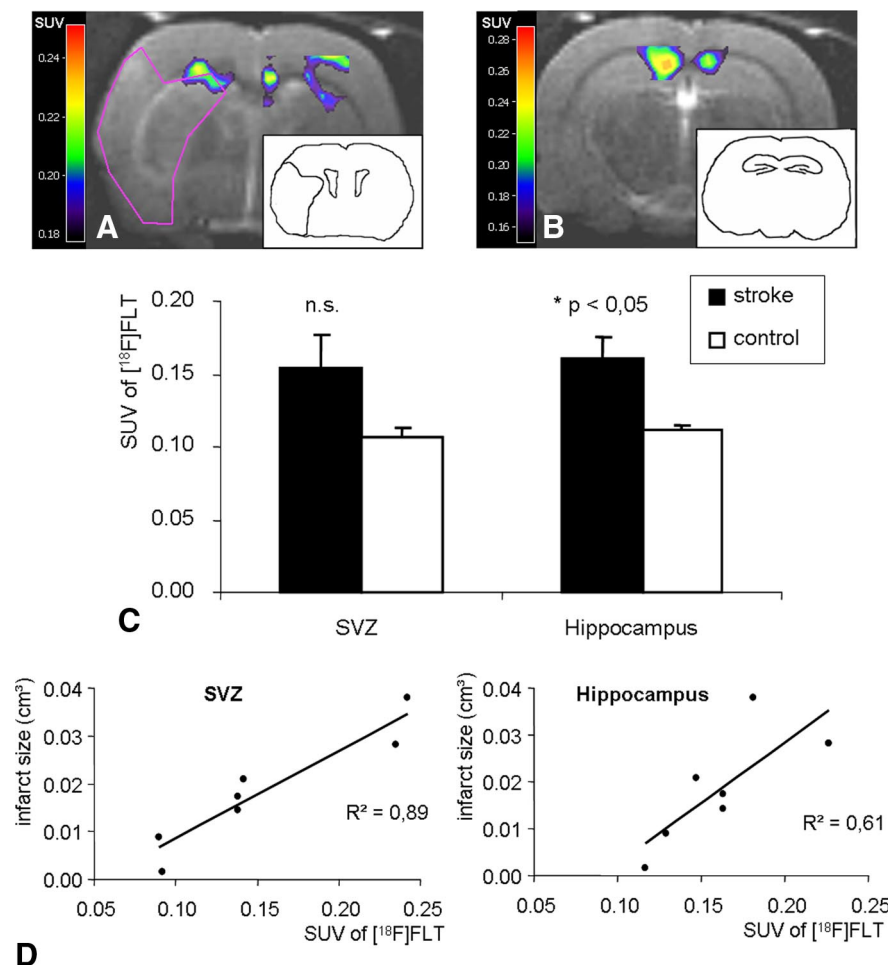 SUV
0.24
0.22
0.20
0.18
A
SUV
0.28
0.26
0.24
0.22
0.20
0.18
0.16
B
SUV of [¹⁸F]FLT
0.20
0.15
0.10
0.05
0.00
n.s.
* p < 0,05
stroke
control
SVZ
Hippocampus
C
infarct size (cm³)
0.04
0.03
0.02
0.01
0.00
SVZ
R² = 0,89
0.05
0.10
0.15
0.20
0.25
SUV of [¹⁸F]FLT
infarct size (cm³)
0.04
0.03
0.02
0.01
0.00
Hippocampus
R² = 0,61
0.05
0.10
0.15
0.20
0.25
SUV of [¹⁸F]FLT
D